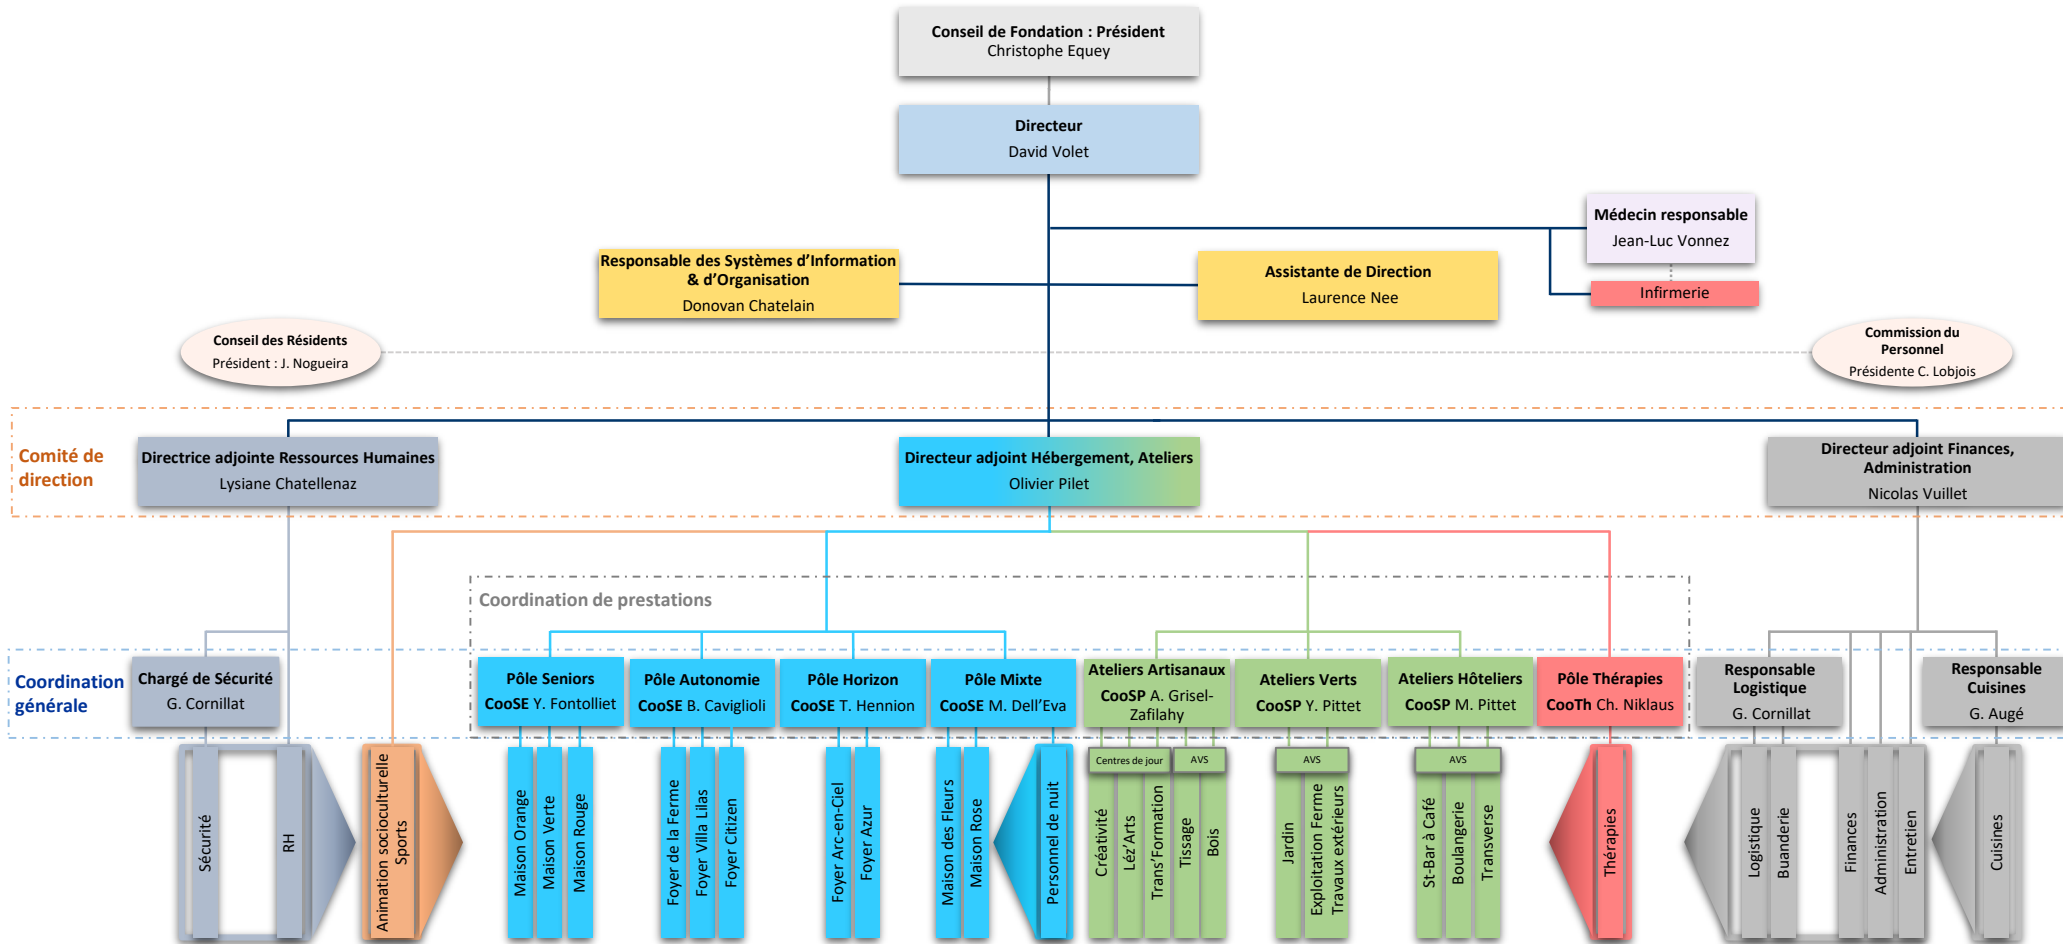 Conseil de Fondation : Président
Christophe Equey
Directeur
David Volet
Médecin responsable
Jean-Luc Vonnez
Infirmerie
Responsable des Systèmes d’Information
& d’Organisation
Donovan Chatelain
Assistante de Direction
Laurence Nee
Conseil des Résidents
Président : J. Nogueira
Commission du
Personnel
Présidente C. Lobjois
Comité de
direction
Directrice adjointe Ressources Humaines
Lysiane Chatellenaz
Directeur adjoint Hébergement, Ateliers
Olivier Pilet
Directeur adjoint Finances,
Administration
Nicolas Vuillet
Coordination de prestations
Coordination
générale
Chargé de Sécurité
G. Cornillat
Pôle Seniors
CooSE Y. Fontolliet
Pôle Autonomie
CooSE B. Caviglioli
Pôle Horizon
CooSE T. Hennion
Pôle Mixte
CooSE M. Dell’Eva
Ateliers Artisanaux
CooSP A. Grisel-
Zafilahy
Ateliers Verts
CooSP Y. Pittet
Ateliers Hôteliers
CooSP M. Pittet
Pôle Thérapies
CooTh Ch. Niklaus
Responsable
Logistique
G. Cornillat
Responsable
Cuisines
G. Augé
Sécurité
RH
Animation socioculturelle
Sports
Maison Orange
Maison Verte
Maison Rouge
Foyer de la Ferme
Foyer Villa Lilas
Foyer Citizen
Foyer Arc-en-Ciel
Foyer Azur
Maison des Fleurs
Maison Rose
Personnel de nuit
Centres de jour
AVS
Créativité
Léz’Arts
Trans’Formation
Tissage
Bois
AVS
Jardin
Exploitation Ferme
Travaux extérieurs
AVS
St-Bar à Café
Boulangerie
Transverse
Thérapies
Logistique
Buanderie
Finances
Administration
Entretien
Cuisines